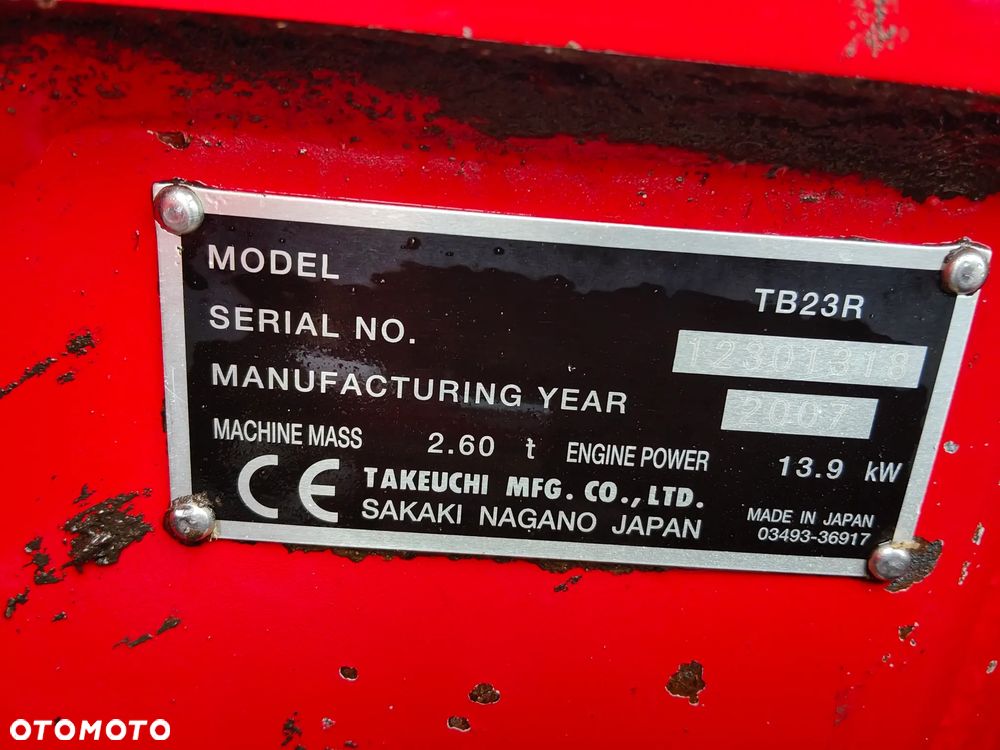 MODEL TB23R
SERIAL NO. 12301318
MANUFACTURING YEAR 2007
MACHINE MASS 2.60 t ENGINE POWER 13.9 kW
CE TAKEUCHI MFG. CO., LTD.
SAKAKI NAGANO JAPAN
MADE IN JAPAN
03493-36917
OTOMOTO